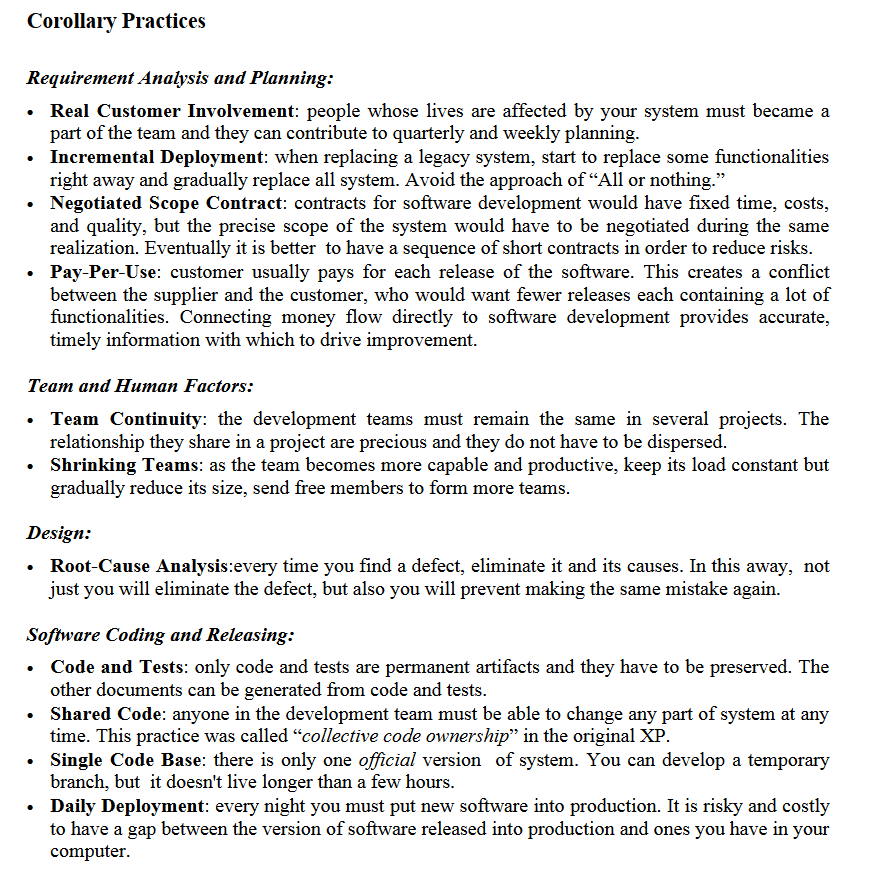 Corollary Practices
Requirement Analysis and Planning:
• Real Customer Involvement: people whose lives are affected by your system must became a
part of the team and they can contribute to quarterly and weekly planning.
• Incremental Deployment: when replacing a legacy system, start to replace some functionalities
right away and gradually replace all system. Avoid the approach of “All or nothing.”
• Negotiated Scope Contract: contracts for software development would have fixed time, costs,
and quality, but the precise scope of the system would have to be negotiated during the same
realization. Eventually it is better  to have a sequence of short contracts in order to reduce risks.
• Pay-Per-Use: customer usually pays for each release of the software. This creates a conflict
between the supplier and the customer, who would want fewer releases each containing a lot of
functionalities. Connecting money flow directly to software development provides accurate,
timely information with which to drive improvement.
Team and Human Factors:
• Team Continuity: the development teams must remain the same in several projects. The
relationship they share in a project are precious and they do not have to be dispersed.
• Shrinking Teams: as the team becomes more capable and productive, keep its load constant but
gradually reduce its size, send free members to form more teams.
Design:
• Root-Cause Analysis:every time you find a defect, eliminate it and its causes. In this away,  not
just you will eliminate the defect, but also you will prevent making the same mistake again.
Software Coding and Releasing:
• Code and Tests: only code and tests are permanent artifacts and they have to be preserved. The
other documents can be generated from code and tests.
• Shared Code: anyone in the development team must be able to change any part of system at any
time. This practice was called “collective code ownership” in the original XP.
• Single Code Base: there is only one official version  of system. You can develop a temporary
branch, but  it doesn't live longer than a few hours.
• Daily Deployment: every night you must put new software into production. It is risky and costly
to have a gap between the version of software released into production and ones you have in your
computer.